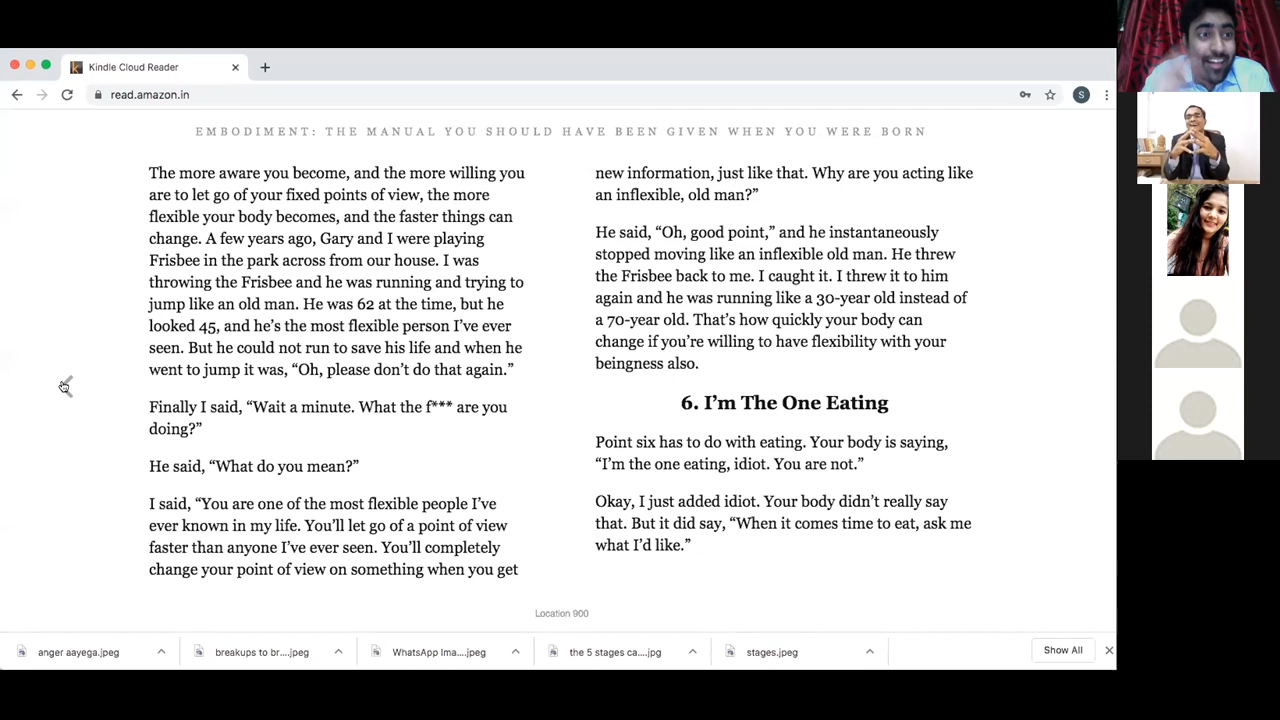 Kindle Cloud Reader
read.amazon.in
S
EMBODIMENT: THE MANUAL YOU SHOULD HAVE BEEN GIVEN WHEN YOU WERE BORN
The more aware you become, and the more willing you
are to let go of your fixed points of view, the more
flexible your body becomes, and the faster things can
change. A few years ago, Gary and I were playing
Frisbee in the park across from our house. I was
throwing the Frisbee and he was running and trying to
jump like an old man. He was 62 at the time, but he
looked 45, and he’s the most flexible person I’ve ever
seen. But he could not run to save his life and when he
went to jump it was, “Oh, please don’t do that again.”
Finally I said, “Wait a minute. What the f*** are you
doing?”
He said, “What do you mean?”
I said, “You are one of the most flexible people I’ve
ever known in my life. You’ll let go of a point of view
faster than anyone I’ve ever seen. You’ll completely
change your point of view on something when you get
new information, just like that. Why are you acting like
an inflexible, old man?”
He said, “Oh, good point,” and he instantaneously
stopped moving like an inflexible old man. He threw
the Frisbee back to me. I caught it. I threw it to him
again and he was running like a 30-year old instead of
a 70-year old. That’s how quickly your body can
change if you’re willing to have flexibility with your
beingness also.
6. I’m The One Eating
Point six has to do with eating. Your body is saying,
“I’m the one eating, idiot. You are not.”
Okay, I just added idiot. Your body didn’t really say
that. But it did say, “When it comes time to eat, ask me
what I’d like.”
Location 900
anger aayega.jpeg
breakups to br....jpeg
WhatsApp Ima....jpeg
the 5 stages ca....jpg
stages.jpeg
Show All